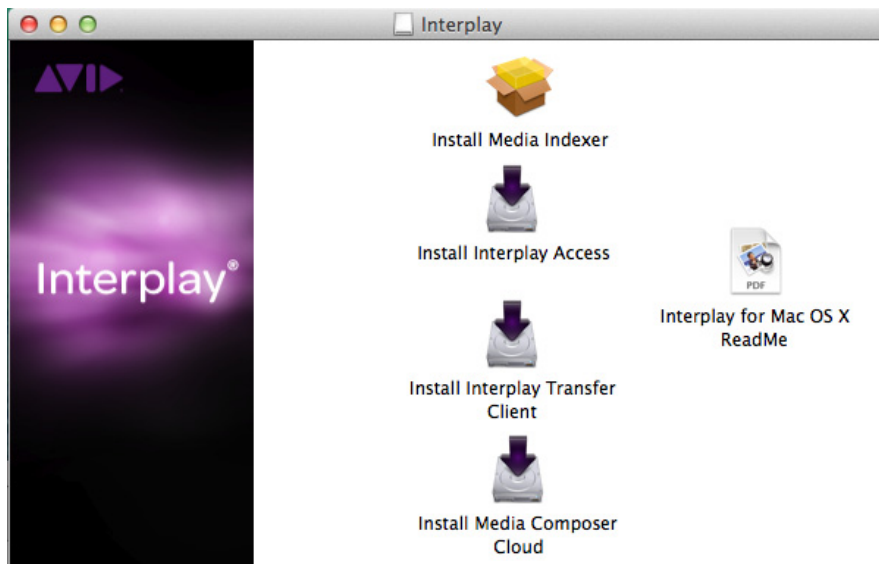 Interplay
AVID
Interplay®
Install Media Indexer
Install Interplay Access
Install Interplay Transfer
Client
Install Media Composer
Cloud
PDF
Interplay for Mac OS X
ReadMe